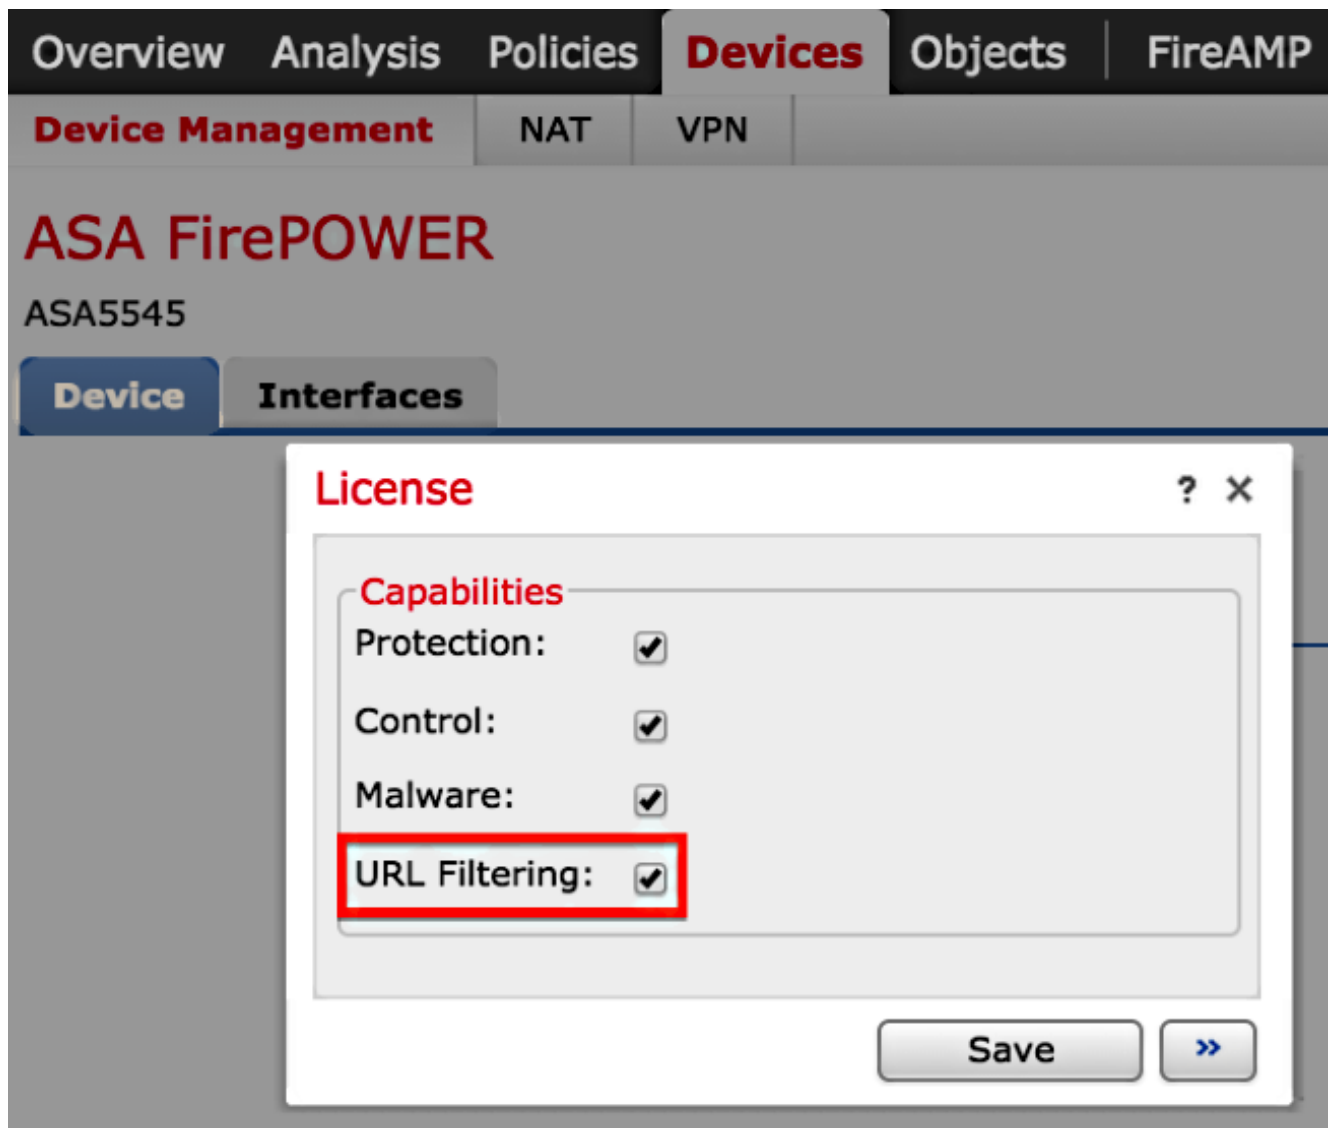 Overview Analysis Policies Devices Objects FireAMP
Device Management NAT VPN
ASA FirePOWER
ASA5545
Device Interfaces
License ? ×
Capabilities
Protection:
Control:
Malware:
URL Filtering:
Save »